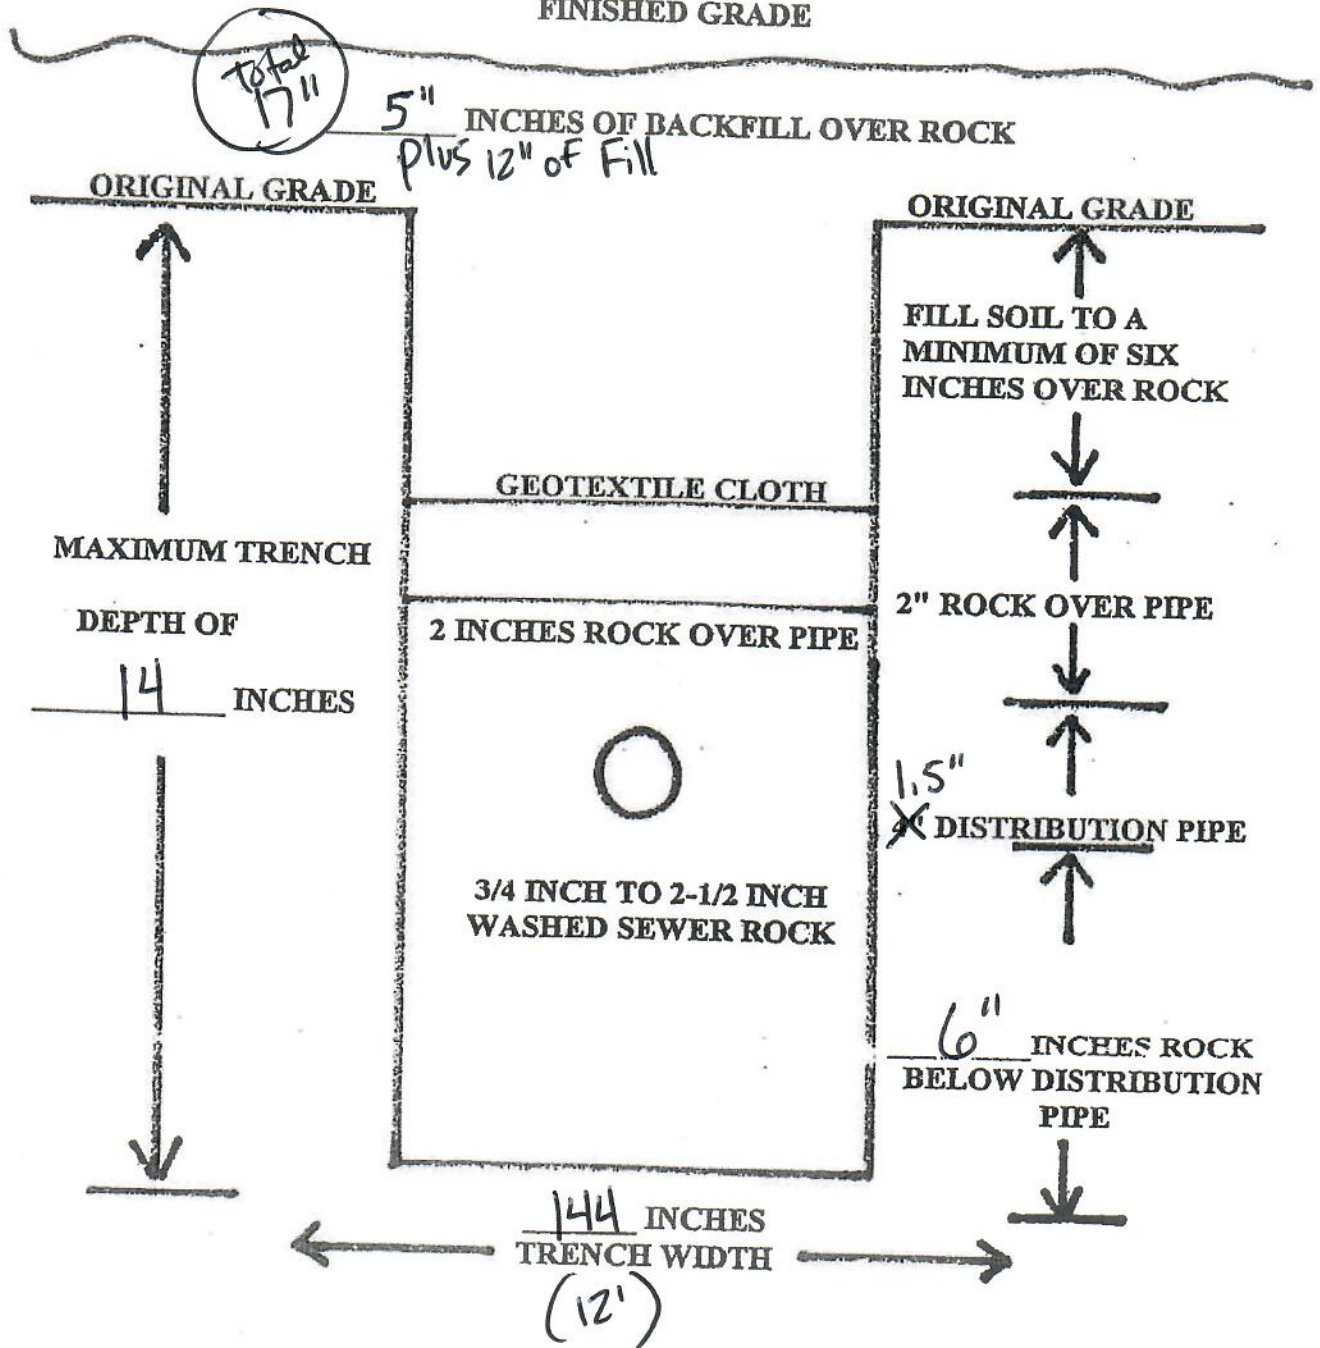 FINISHED GRADE
Total
17"
5" INCHES OF BACKFILL OVER ROCK
plus 12" of Fill
ORIGINAL GRADE
ORIGINAL GRADE
FILL SOIL TO A
MINIMUM OF SIX
INCHES OVER ROCK
GEOTEXTILE CLOTH
MAXIMUM TRENCH
DEPTH OF
14 INCHES
2" ROCK OVER PIPE
2 INCHES ROCK OVER PIPE
1.5"
4" DISTRIBUTION PIPE
3/4 INCH TO 2-1/2 INCH
WASHED SEWER ROCK
6" INCHES ROCK
BELOW DISTRIBUTION
PIPE
144 INCHES
TRENCH WIDTH
(12')